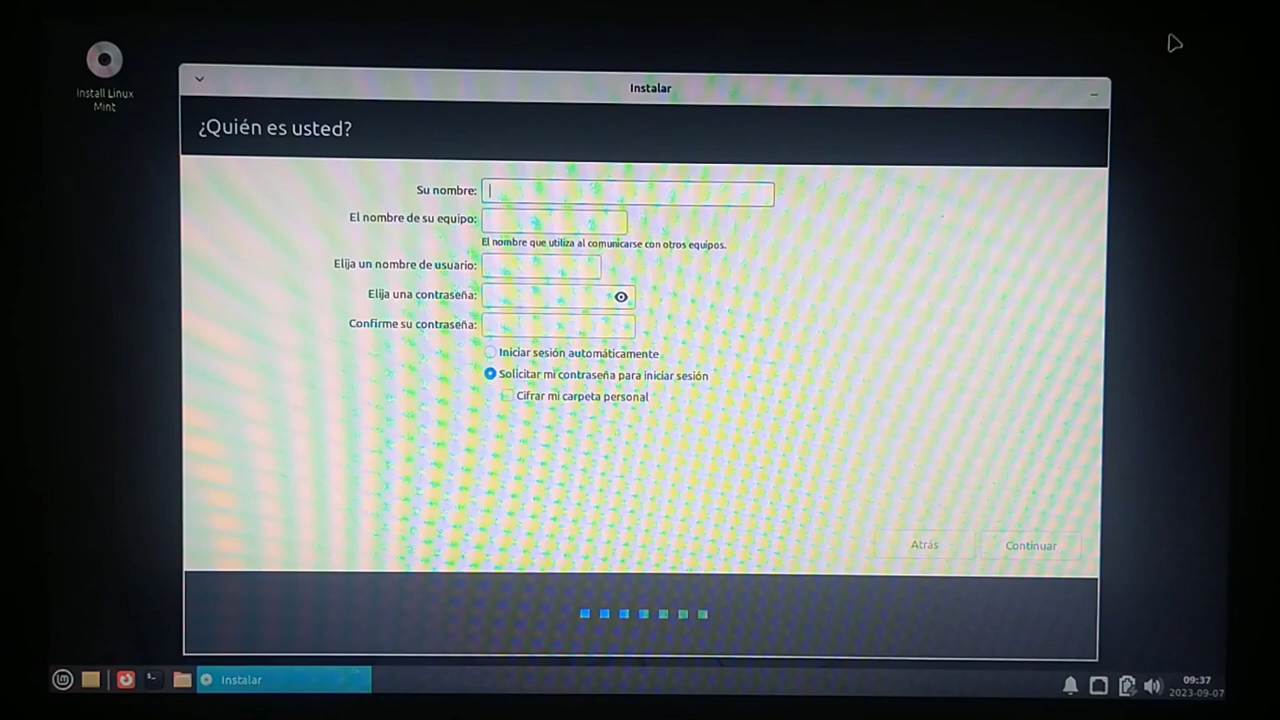 Install Linux
Mint
Instalar
¿Quién es usted?
Su nombre:
El nombre de su equipo:
El nombre que utiliza al comunicarse con otros equipos.
Elija un nombre de usuario:
Elija una contraseña:
Confirme su contraseña:
Iniciar sesión automáticamente
Solicitar mi contraseña para iniciar sesión
Cifrar mi carpeta personal
Atrás
Continuar
Instalar
09:37
2023-09-07